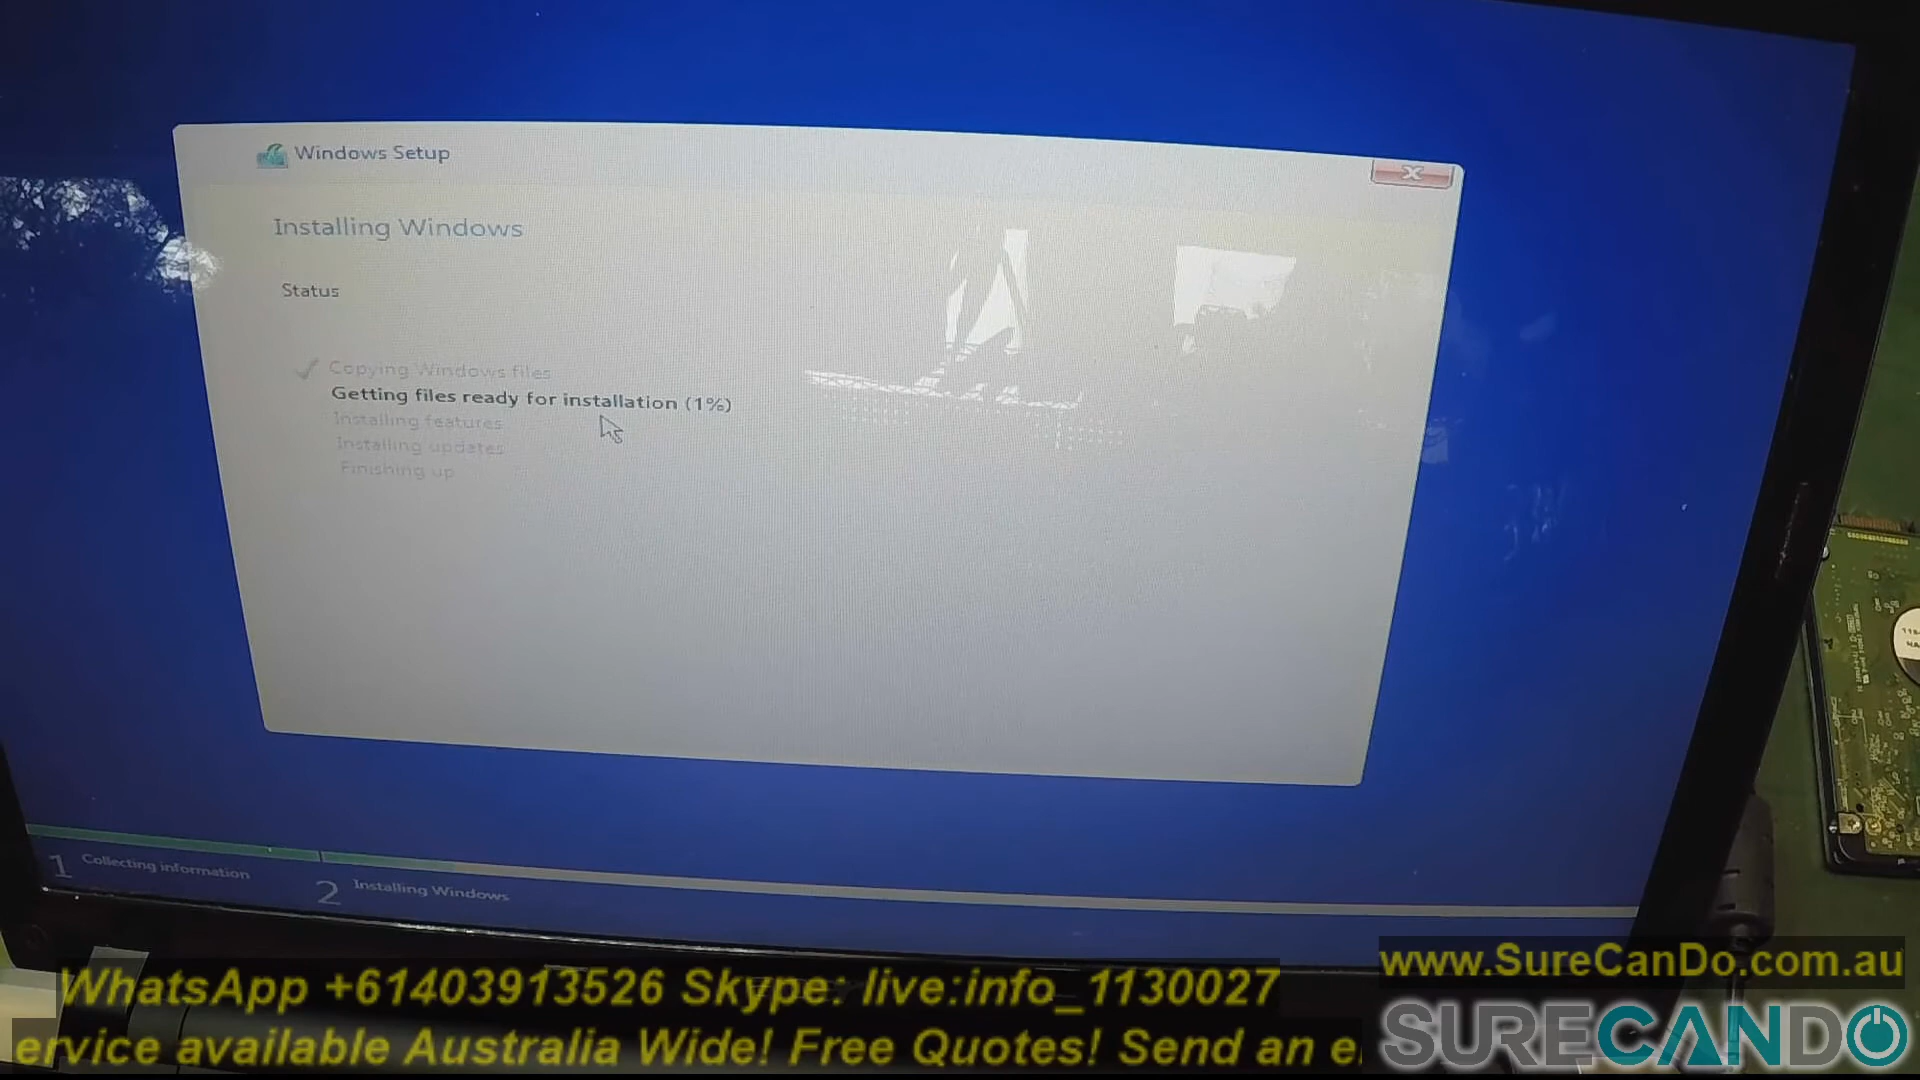 Windows Setup
Installing Windows
Status
Copying Windows files
Getting files ready for installation (1%)
Installing features
Installing updates
Finishing up
1 Collecting information
2 Installing Windows
www.SureCanDo.com.au
WhatsApp +61403913526 Skype: live:info_1130027
ervice available Australia Wide! Free Quotes! Send an e
SURECANDO